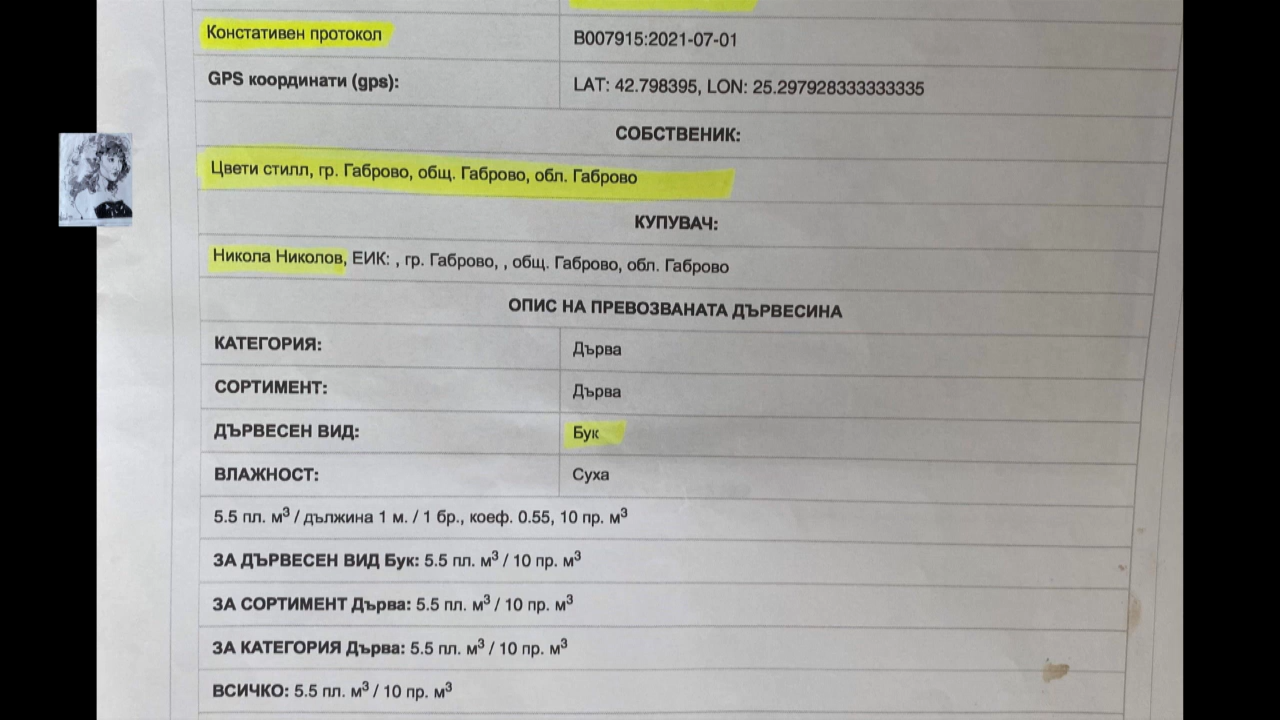 Констативен протокол B007915:2021-07-01
GPS координати (gps): LAT: 42.798395, LON: 25.297928333333335
СОБСТВЕНИК:
Цвети стилл, гр. Габрово, общ. Габрово, обл. Габрово
КУПУВАЧ:
Никола Николов, ЕИК: , гр. Габрово, , общ. Габрово, обл. Габрово
ОПИС НА ПРЕВОЗВАНАТА ДЪРВЕСИНА
КАТЕГОРИЯ: Дърва
СОРТИМЕНТ: Дърва
ДЪРВЕСЕН ВИД: Бук
ВЛАЖНОСТ: Суха
5.5 пл. м³ / дължина 1 м. / 1 бр., коеф. 0.55, 10 пр. м³
ЗА ДЪРВЕСЕН ВИД Бук: 5.5 пл. м³ / 10 пр. м³
ЗА СОРТИМЕНТ Дърва: 5.5 пл. м³ / 10 пр. м³
ЗА КАТЕГОРИЯ Дърва: 5.5 пл. м³ / 10 пр. м³
ВСИЧКО: 5.5 пл. м³ / 10 пр. м³